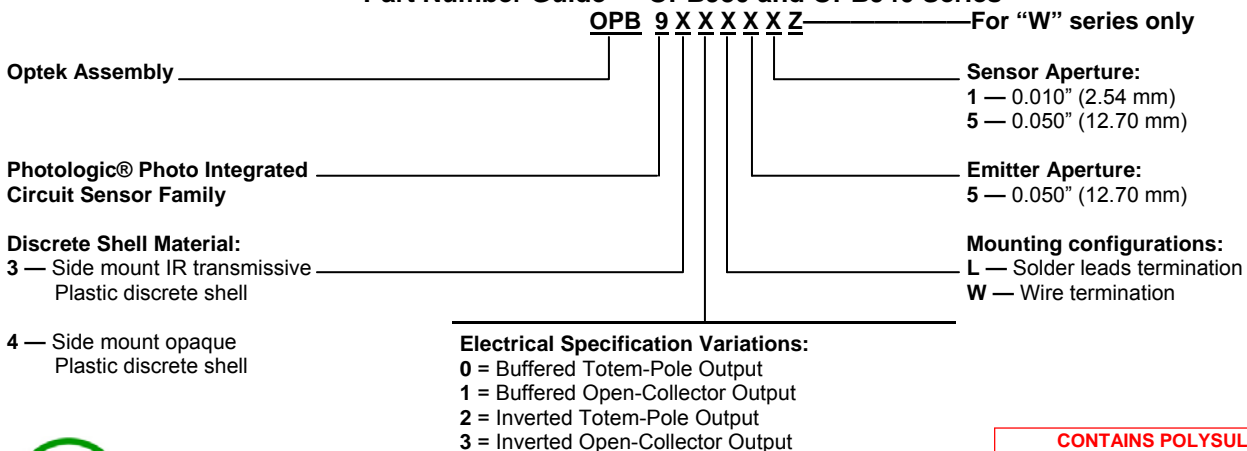 OPB 9 X X X X X Z For “W” series only
Optek Assembly
Sensor Aperture:
1 — 0.010” (2.54 mm)
5 — 0.050” (12.70 mm)
Photologic® Photo Integrated
Circuit Sensor Family
Emitter Aperture:
5 — 0.050” (12.70 mm)
Discrete Shell Material:
3 — Side mount IR transmissive
Plastic discrete shell
4 — Side mount opaque
Plastic discrete shell
Mounting configurations:
L — Solder leads termination
W — Wire termination
Electrical Specification Variations:
0 = Buffered Totem-Pole Output
1 = Buffered Open-Collector Output
2 = Inverted Totem-Pole Output
3 = Inverted Open-Collector Output
CONTAINS POLYSUL